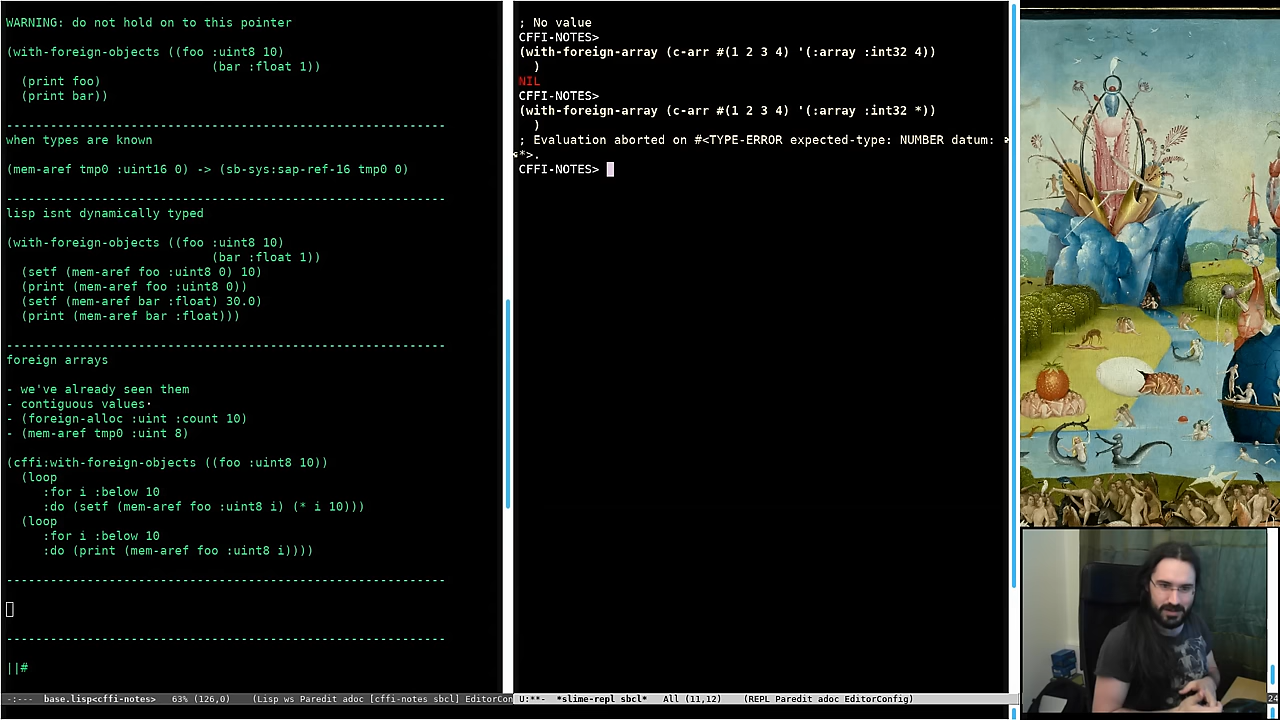 WARNING: do not hold on to this pointer
(with-foreign-objects ((foo :uint8 10)
(bar :float 1))
(print foo)
(print bar))
------------------------------------------------------------
when types are known
(mem-aref tmp0 :uint16 0) -> (sb-sys:sap-ref-16 tmp0 0)
------------------------------------------------------------
lisp isnt dynamically typed
(with-foreign-objects ((foo :uint8 10)
(bar :float 1))
(setf (mem-aref foo :uint8 0) 10)
(print (mem-aref foo :uint8 0))
(setf (mem-aref bar :float) 30.0)
(print (mem-aref bar :float)))
------------------------------------------------------------
foreign arrays
- we've already seen them
- contiguous values·
- (foreign-alloc :uint :count 10)
- (mem-aref tmp0 :uint 8)
(cffi:with-foreign-objects ((foo :uint8 10))
(loop
:for i :below 10
:do (setf (mem-aref foo :uint8 i) (* i 10)))
(loop
:for i :below 10
:do (print (mem-aref foo :uint8 i))))
------------------------------------------------------------
------------------------------------------------------------
||#
-:--- base.lisp<cffi-notes> 63% (126,0) (Lisp ws Paredit adoc [cffi-notes sbcl] EditorCon
; No value
CFFI-NOTES>
(with-foreign-array (c-arr #(1 2 3 4) '(:array :int32 4))
)
NIL
CFFI-NOTES>
(with-foreign-array (c-arr #(1 2 3 4) '(:array :int32 *))
)
; Evaluation aborted on #<TYPE-ERROR expected-type: NUMBER datum:
*>.
CFFI-NOTES>
U:**- *slime-repl sbcl* All (11,12) (REPL Paredit adoc EditorConfig)
24